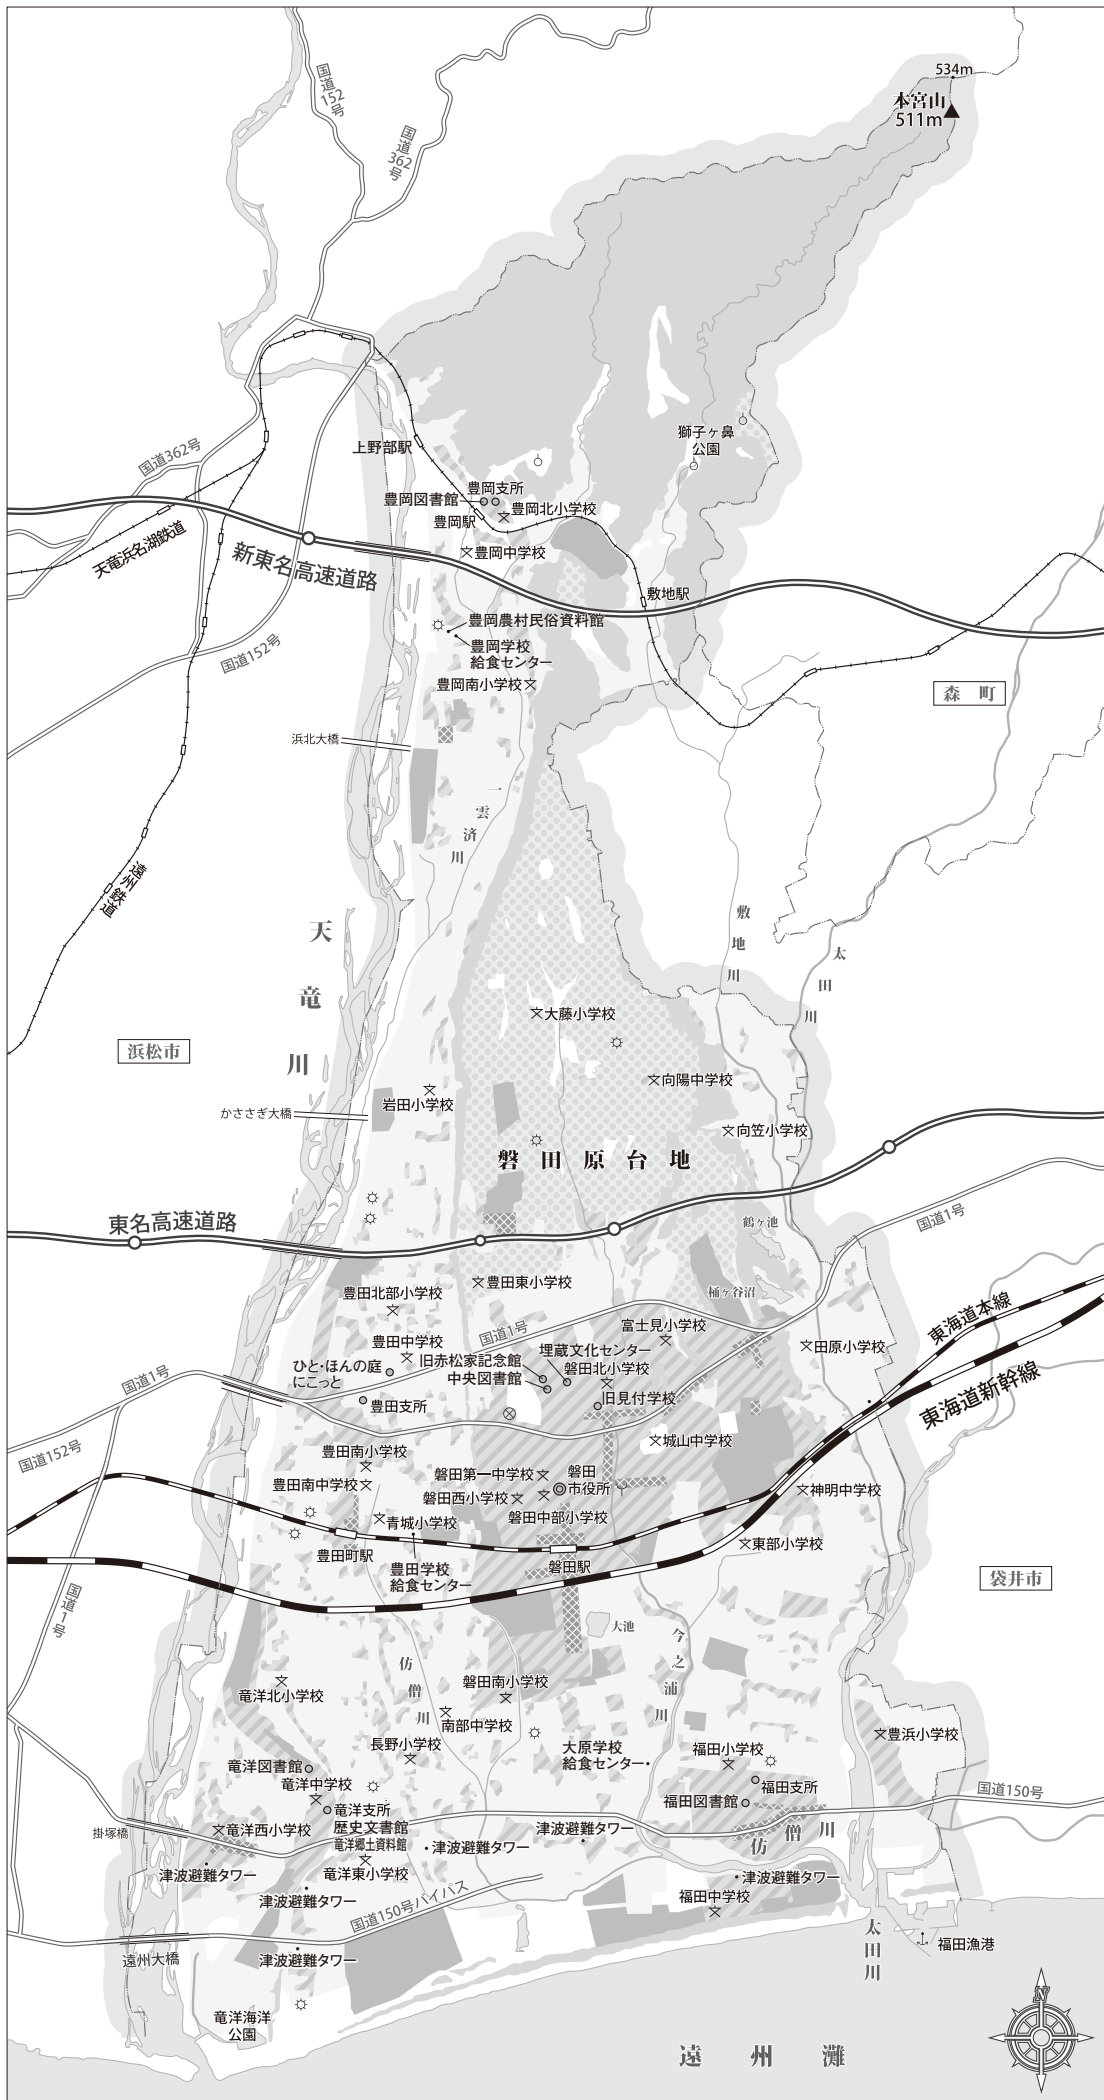 534m
本宮山
511m
国道152号
国道362号
獅子ヶ鼻
公園
上野部駅
国道362号
豊岡支所
豊岡図書館
豊岡北小学校
豊岡駅
豊岡中学校
天竜浜名湖鉄道
新東名高速道路
敷地駅
豊岡農村民俗資料館
豊岡学校
給食センター
国道152号
豊岡南小学校
森 町
浜北大橋
一雲済川
遠州鉄道
天竜川
敷地川
太田川
大藤小学校
浜松市
向陽中学校
岩田小学校
かささぎ大橋
向笠小学校
磐田原台地
東名高速道路
鶴ヶ池
国道1号
豊田東小学校
桶ヶ谷沼
豊田北部小学校
国道1号
富士見小学校
東海道本線
豊田中学校
埋蔵文化センター
田原小学校
旧赤松家記念館
磐田北小学校
ひと・ほんの庭
にこっと
中央図書館
国道1号
豊田支所
旧見付学校
東海道新幹線
城山中学校
国道152号
豊田南小学校
磐田第一中学校
磐田
市役所
豊田南中学校
磐田西小学校
神明中学校
青城小学校
磐田中部小学校
東部小学校
豊田町駅
磐田駅
豊田学校
給食センター
袋井市
国道1号
大池
今之浦川
仿僧川
竜洋北小学校
磐田南小学校
南部中学校
豊浜小学校
長野小学校
大原学校
給食センター
福田小学校
竜洋図書館
竜洋中学校
福田支所
国道150号
福田図書館
竜洋支所
歴史文書館
竜洋郷土資料館
掛塚橋
竜洋西小学校
津波避難タワー
仿僧川
津波避難タワー
津波避難タワー
竜洋東小学校
津波避難タワー
津波避難タワー
福田中学校
国道150号バイパス
太田川
福田漁港
遠州大橋
津波避難タワー
竜洋海洋
公園
N
遠州灘